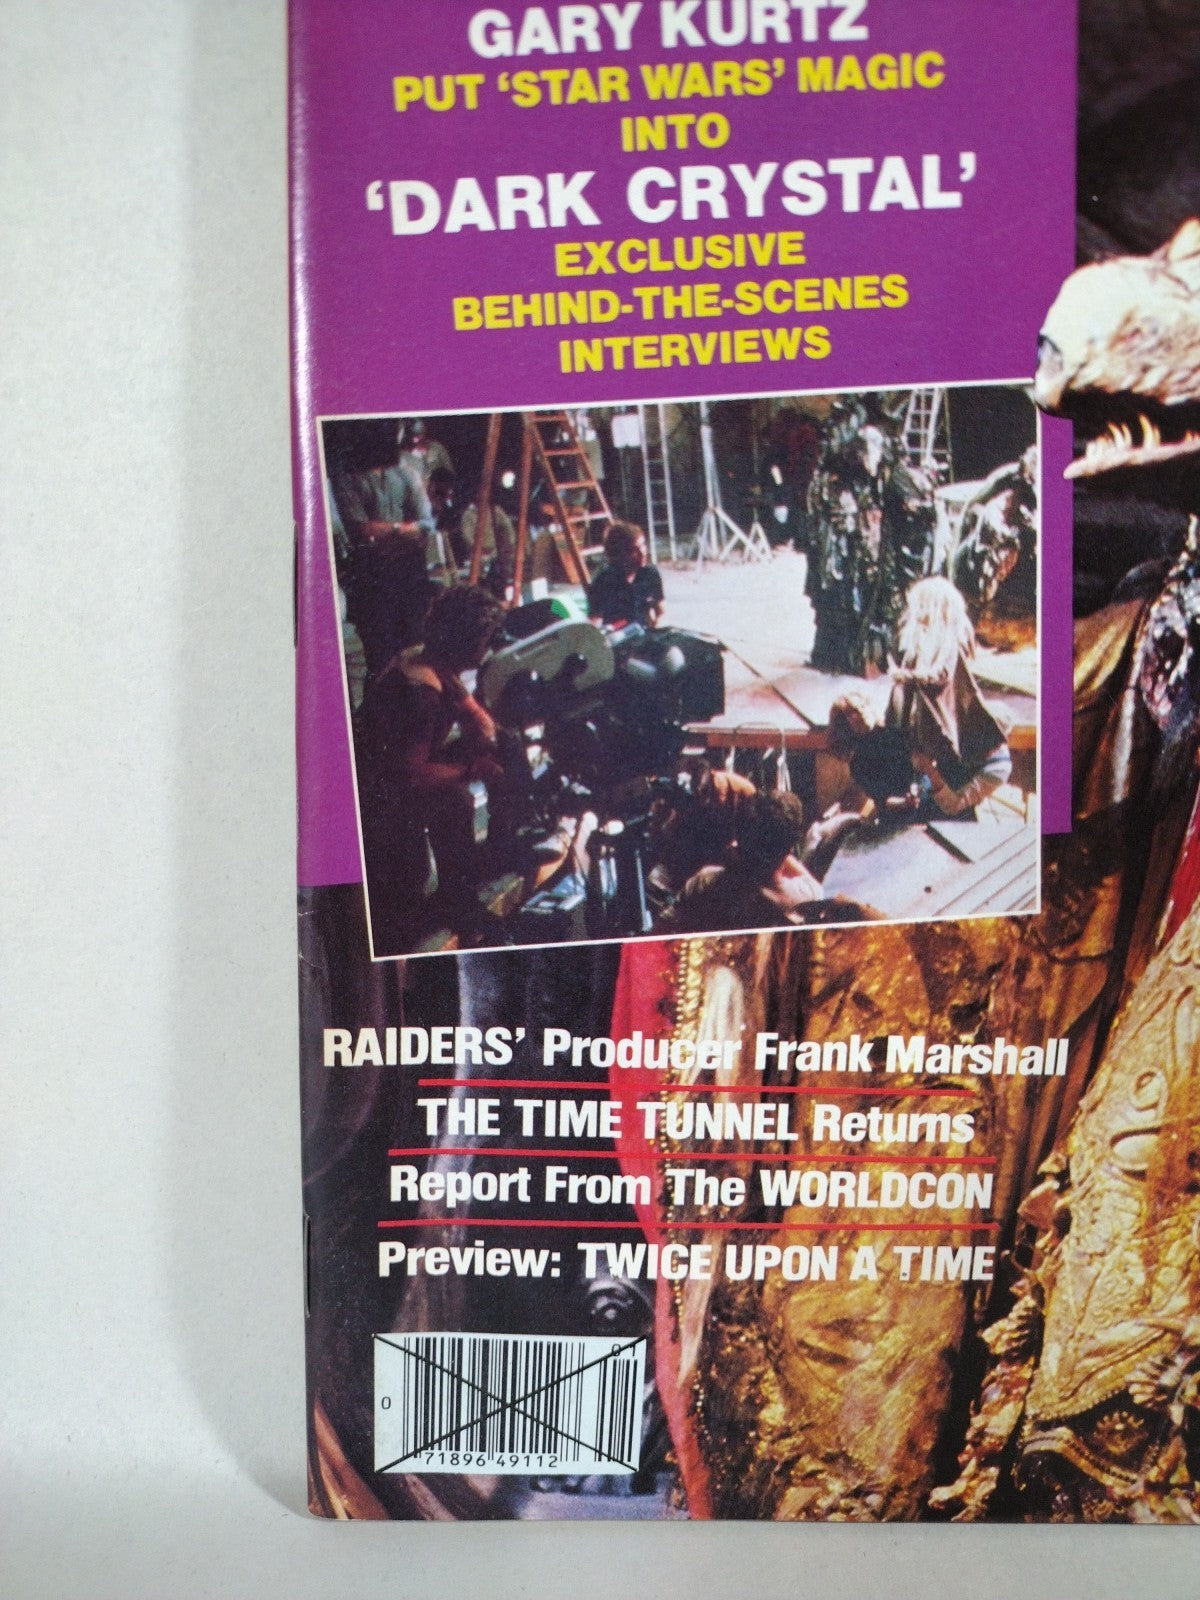 GARY KURTZ
PUT ‘STAR WARS’ MAGIC
INTO
‘DARK CRYSTAL’
EXCLUSIVE
BEHIND-THE-SCENES
INTERVIEWS
RAIDERS’ Producer Frank Marshall
THE TIME TUNNEL Returns
Report From The WORLDCON
Preview: TWICE UPON A TIME
01
0
71896 49112